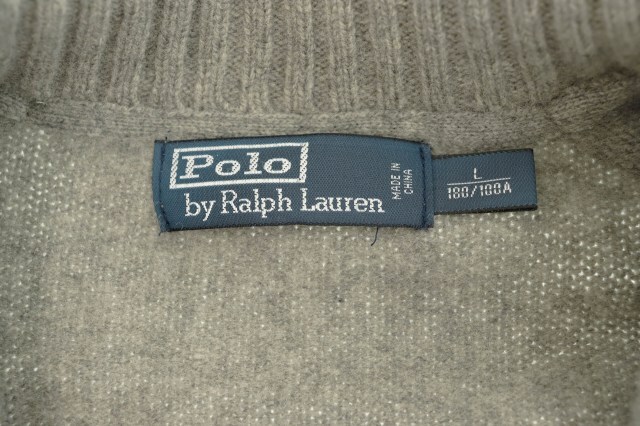 Polo
by Ralph Lauren
MADE IN
CHINA
L
180/100A